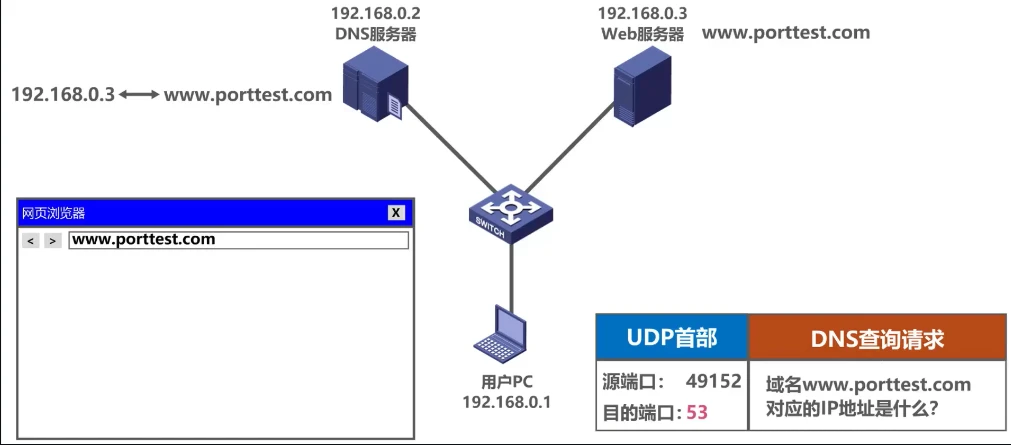 192.168.0.2
DNS服务器
192.168.0.3
Web服务器
www.porttest.com
192.168.0.3
www.porttest.com
网页浏览器
X
<
>
www.porttest.com
SWITCH
用户PC
192.168.0.1
UDP首部
DNS查询请求
源端口： 49152
目的端口：53
域名www.porttest.com
对应的IP地址是什么？